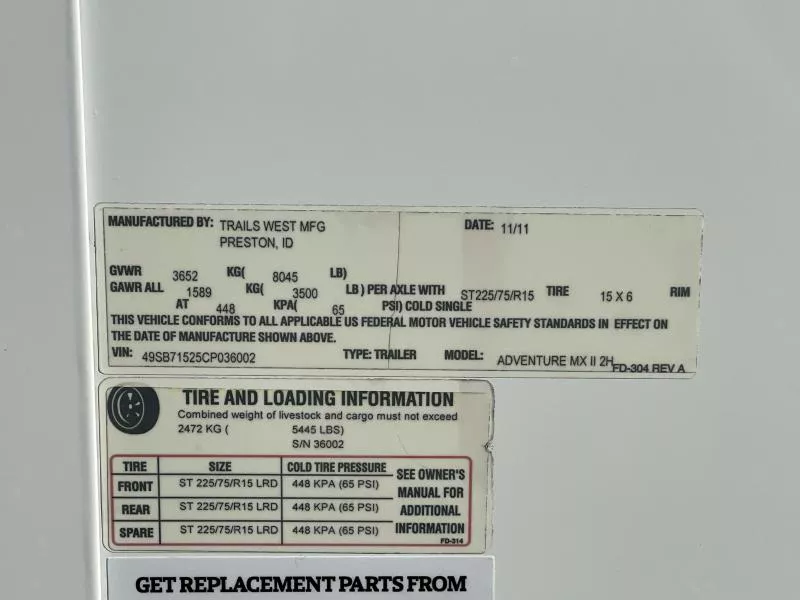 MANUFACTURED BY: TRAILS WEST MFG DATE: 11/11
PRESTON, ID
GVWR 3652 KG( 8045 LB)
GAWR ALL 1589 KG( 3500 LB) PER AXLE WITH ST225/75/R15 TIRE 15 X 6 RIM
AT 448 KPA( 65 PSI) COLD SINGLE
THIS VEHICLE CONFORMS TO ALL APPLICABLE US FEDERAL MOTOR VEHICLE SAFETY STANDARDS IN EFFECT ON
THE DATE OF MANUFACTURE SHOWN ABOVE.
VIN: 49SB71525CP036002 TYPE: TRAILER MODEL: ADVENTURE MX II 2H
FD-304 REV A
TIRE AND LOADING INFORMATION
Combined weight of livestock and cargo must not exceed
2472 KG ( 5445 LBS)
S/N 36002
TIRE SIZE COLD TIRE PRESSURE
FRONT ST 225/75/R15 LRD 448 KPA (65 PSI)
REAR ST 225/75/R15 LRD 448 KPA (65 PSI)
SPARE ST 225/75/R15 LRD 448 KPA (65 PSI)
SEE OWNER'S
MANUAL FOR
ADDITIONAL
INFORMATION
FD-314
GET REPLACEMENT PARTS FROM